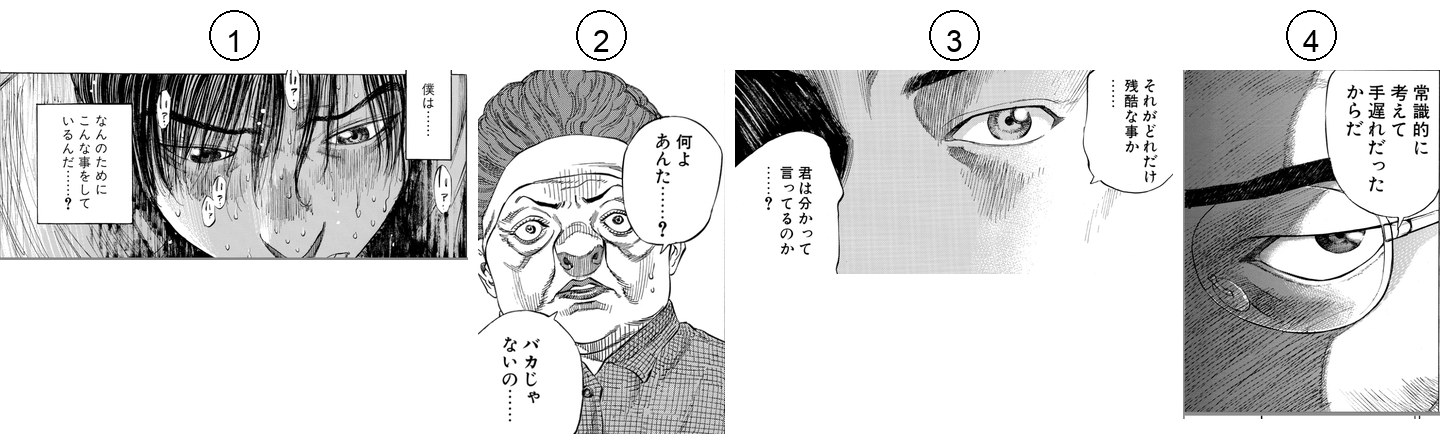 1
僕は……
なんのために
こんな事をして
いるんだ……?
ハァ
ハァ
ハァ
ハァ
2
何よ
あんた……?
バカじゃ
ないの……
3
それがどれだけ
残酷な事か
……
君は分かって
言ってるのか
……?
4
常識的に
考えて
手遅れだった
からだ